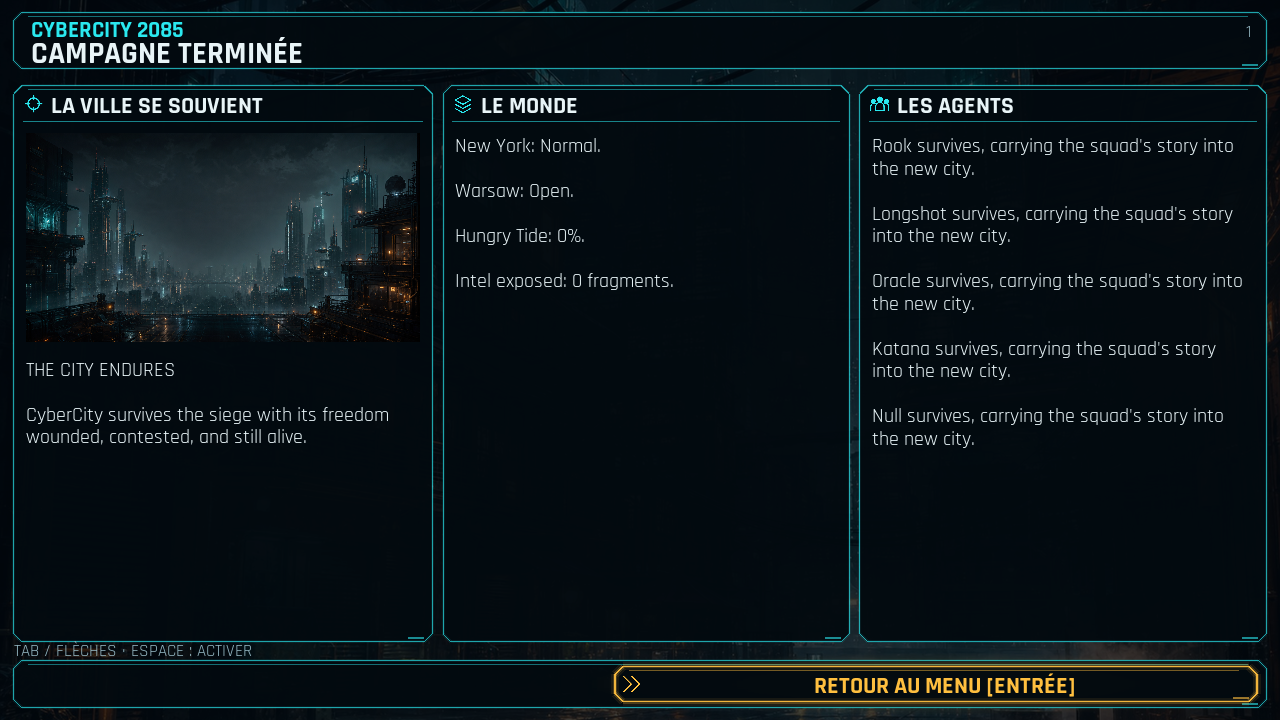 CYBERCITY 2085
CAMPAGNE TERMINÉE
1
LA VILLE SE SOUVIENT
THE CITY ENDURES
CyberCity survives the siege with its freedom
wounded, contested, and still alive.
LE MONDE
New York: Normal.
Warsaw: Open.
Hungry Tide: 0%.
Intel exposed: 0 fragments.
LES AGENTS
Rook survives, carrying the squad's story into
the new city.
Longshot survives, carrying the squad's story
into the new city.
Oracle survives, carrying the squad's story into
the new city.
Katana survives, carrying the squad's story
into the new city.
Null survives, carrying the squad's story into
the new city.
TAB / FLÈCHES · ESPACE : ACTIVER
RETOUR AU MENU [ENTRÉE]